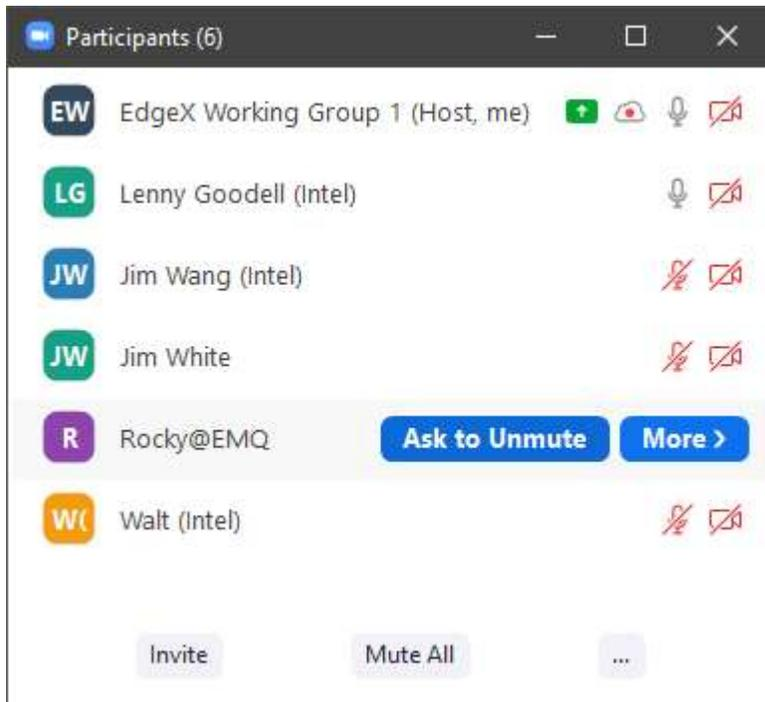 Participants (6)
EW EdgeX Working Group 1 (Host, me)
LG Lenny Goodell (Intel)
JW Jim Wang (Intel)
JW Jim White
R Rocky@EMQ Ask to Unmute More >
W( Walt (Intel)
Invite Mute All ...